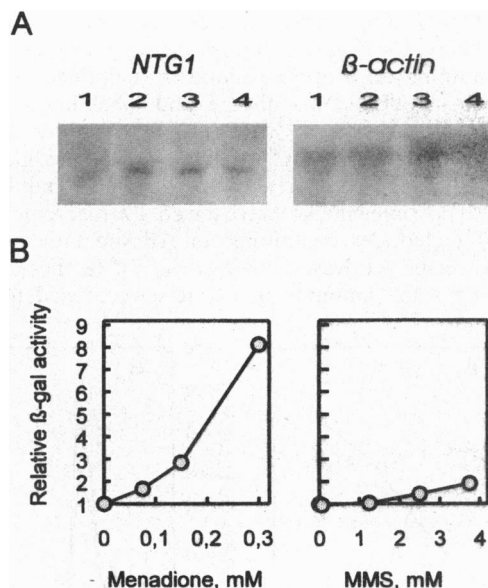 A
NTG1 ß-actin
1 2 3 4 1 2 3 4
B
Relative ß-gal activity
9
8
7
6
5
4
3
2
1
0 0,1 0,2 0,3 0 1 2 3 4
Menadione, mM MMS, mM